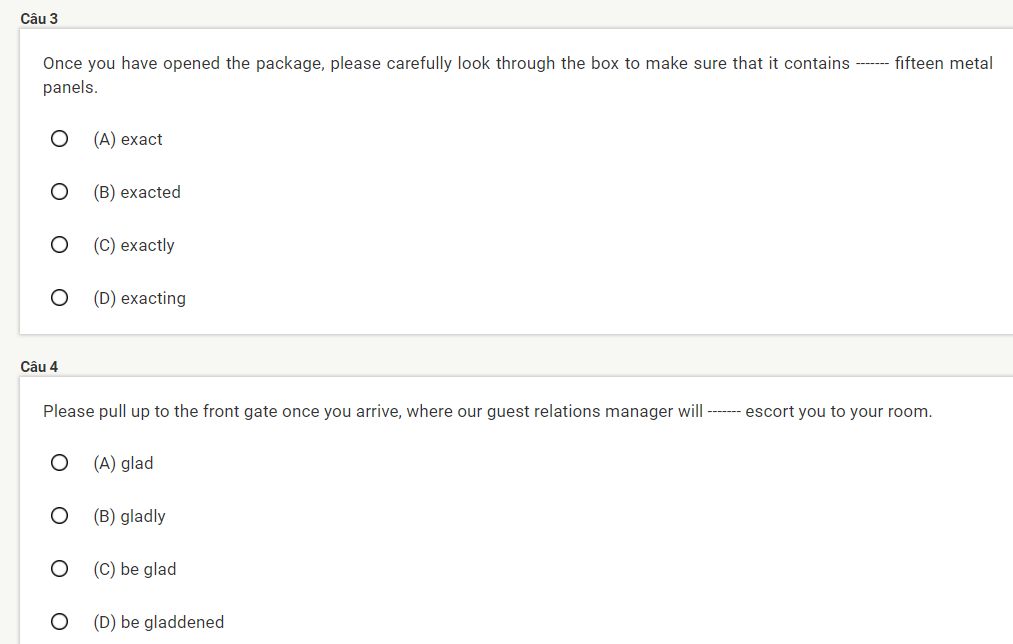 Câu 3
Once you have opened the package, please carefully look through the box to make sure that it contains ------- fifteen metal
panels.
(A) exact
(B) exacted
(C) exactly
(D) exacting
Câu 4
Please pull up to the front gate once you arrive, where our guest relations manager will ------- escort you to your room.
(A) glad
(B) gladly
(C) be glad
(D) be gladdened